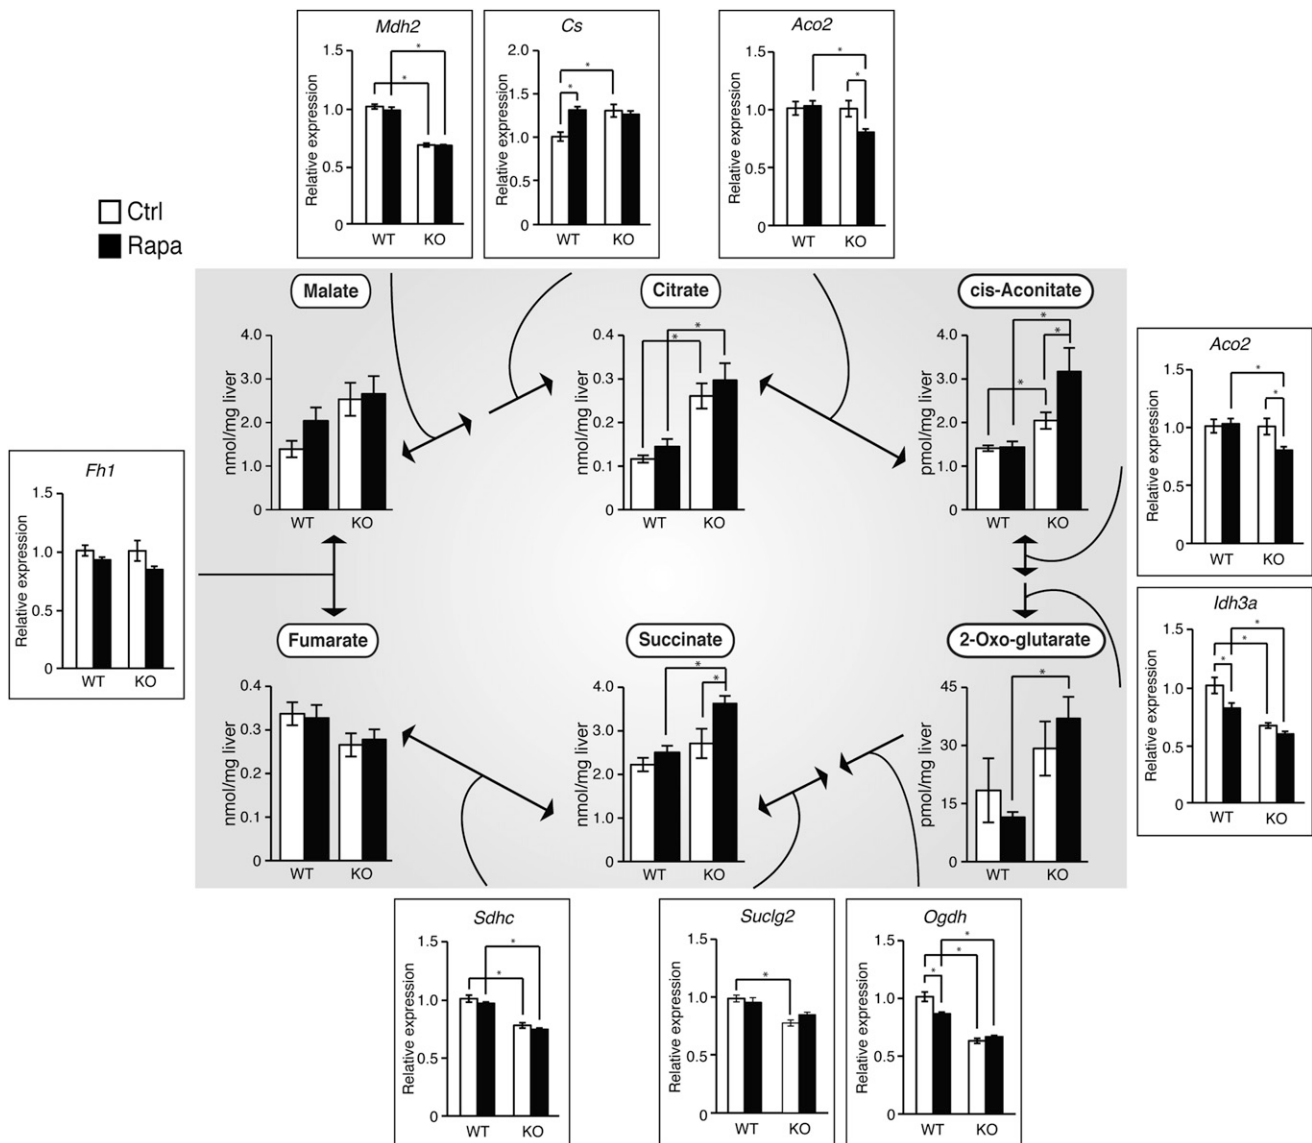 Mdh2
Relative expression
1.5
1.0
0.5
0
*
*
WT KO
Cs
Relative expression
2.0
1.5
1.0
0.5
0
*
*
WT KO
Aco2
Relative expression
1.5
1.0
0.5
0
*
*
WT KO
Ctrl
Rapa
Malate
nmol/mg liver
4.0
3.0
2.0
1.0
0
WT KO
Citrate
nmol/mg liver
0.4
0.3
0.2
0.1
0
*
*
WT KO
cis-Aconitate
pmol/mg liver
4.0
3.0
2.0
1.0
0
*
*
*
WT KO
Aco2
Relative expression
1.5
1.0
0.5
0
*
*
WT KO
Fh1
Relative expression
1.5
1.0
0.5
0
WT KO
Fumarate
nmol/mg liver
0.4
0.3
0.2
0.1
0
WT KO
Succinate
nmol/mg liver
4.0
3.0
2.0
1.0
0
*
*
WT KO
2-Oxo-glutarate
pmol/mg liver
45
30
15
0
*
WT KO
Idh3a
Relative expression
1.5
1.0
0.5
0
*
*
*
WT KO
Sdhc
Relative expression
1.5
1.0
0.5
0
*
*
WT KO
Suclg2
Relative expression
1.5
1.0
0.5
0
*
WT KO
Ogdh
Relative expression
1.5
1.0
0.5
0
*
*
*
WT KO